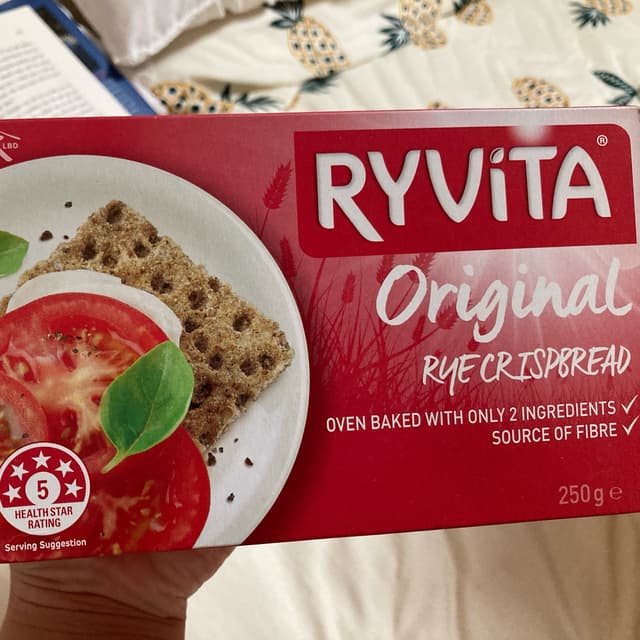 LBD
RYVITA®
Original
RYE CRISPBREAD
OVEN BAKED WITH ONLY 2 INGREDIENTS ✓
SOURCE OF FIBRE ✓
250g e
5
HEALTH STAR
RATING
Serving Suggestion